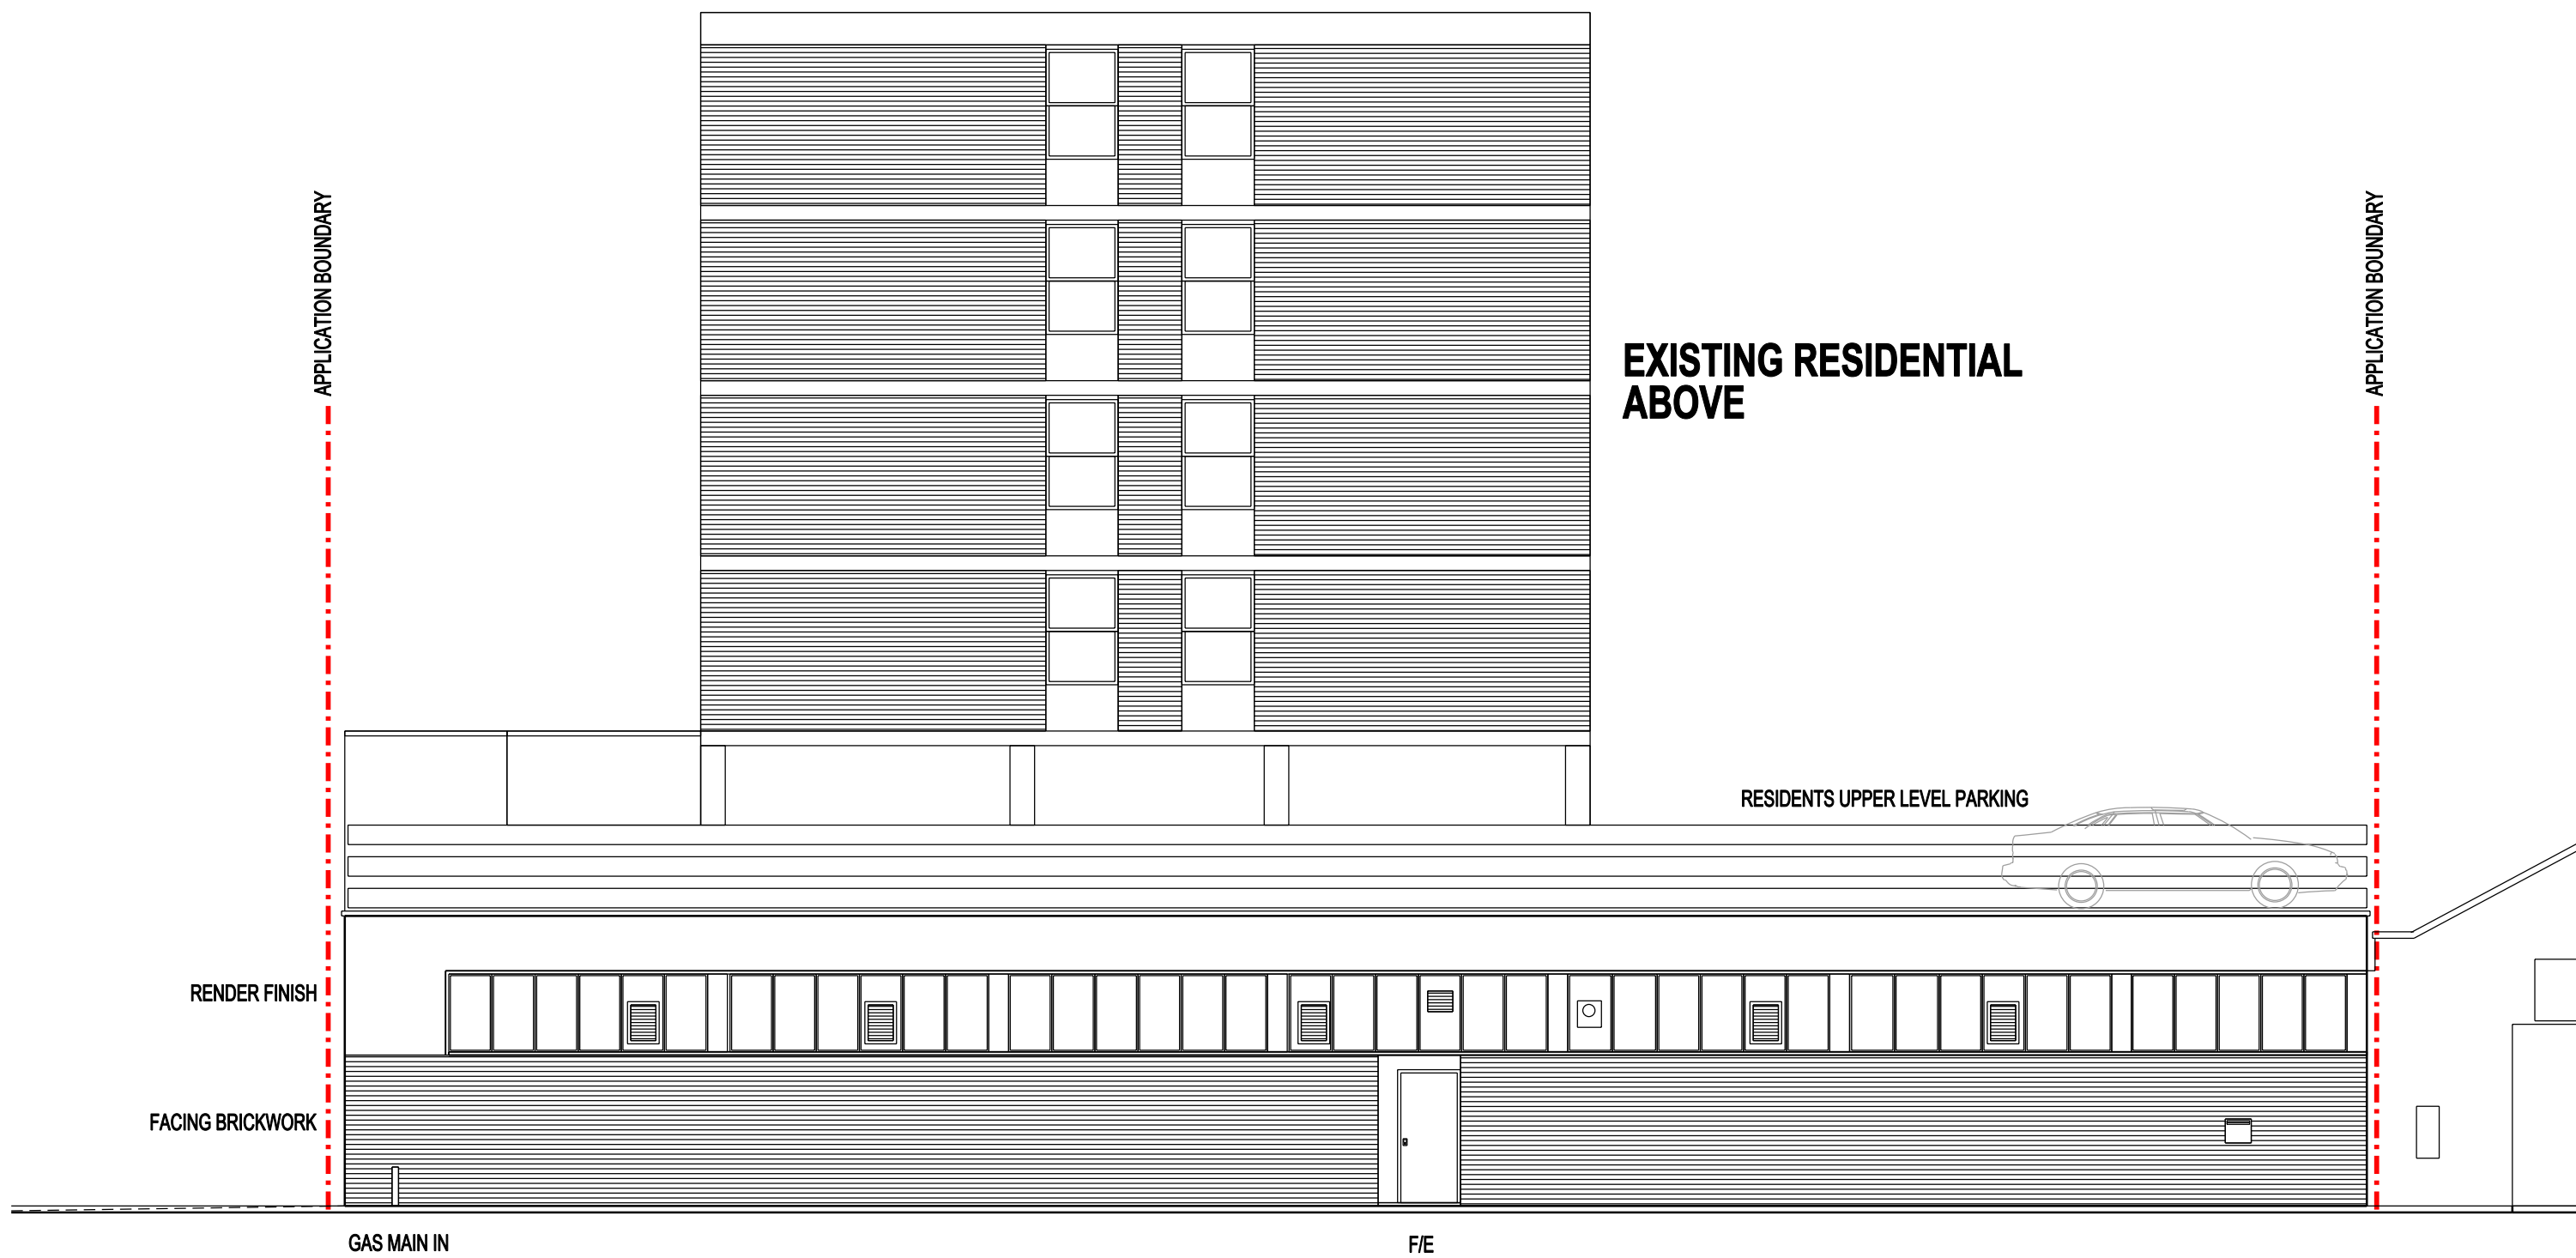 APPLICATION BOUNDARY
APPLICATION BOUNDARY
EXISTING RESIDENTIAL
ABOVE
RESIDENTS UPPER LEVEL PARKING
RENDER FINISH
FACING BRICKWORK
GAS MAIN IN
F/E